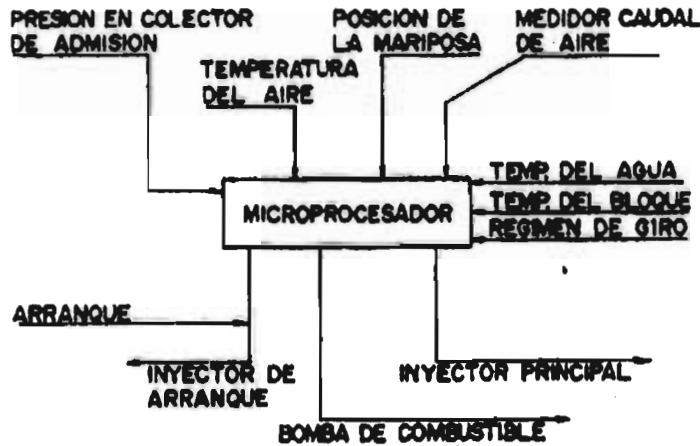 PRESION EN COLECTOR
DE ADMISION
POSICION DE
LA MARIPOSA
MEDIDOR CAUDAL
DE AIRE
TEMPERATURA
DEL AIRE
TEMP. DEL AGUA
TEMP. DEL BLOQUE
REGIMEN DE GIRO
MICROPROCESADOR
ARRANQUE
INYECTOR DE
ARRANQUE
INYECTOR PRINCIPAL
BOMBA DE COMBUSTIBLE